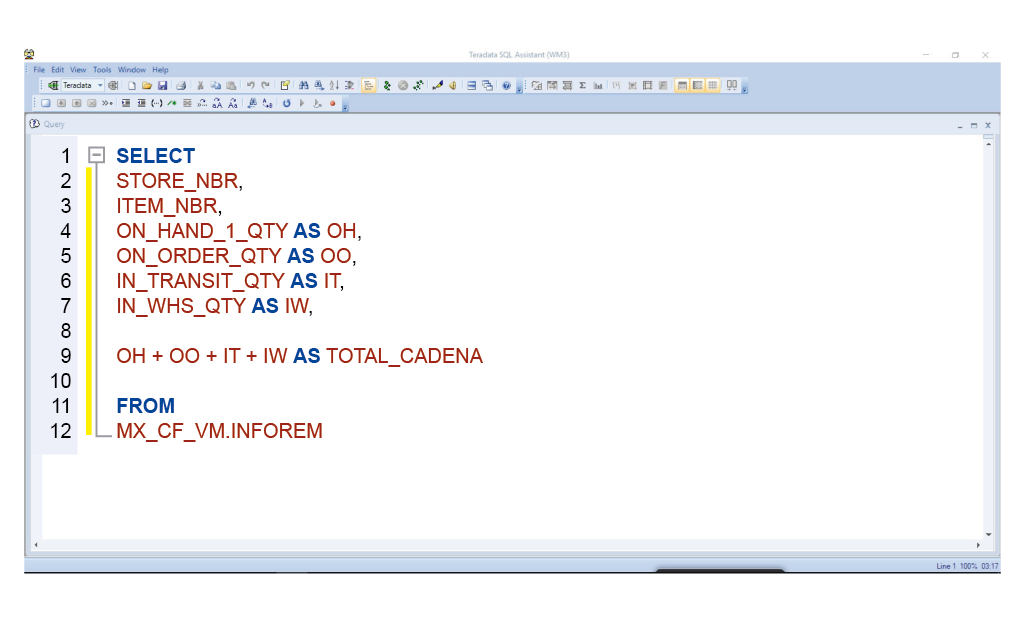 Teradata SQL Assistant (WM3)
File Edit View Tools Window Help
Teradata
Query
1 SELECT
2 STORE_NBR,
3 ITEM_NBR,
4 ON_HAND_1_QTY AS OH,
5 ON_ORDER_QTY AS OO,
6 IN_TRANSIT_QTY AS IT,
7 IN_WHS_QTY AS IW,
8
9 OH + OO + IT + IW AS TOTAL_CADENA
10
11 FROM
12 MX_CF_VM.INFOREM
Line 1 100% 03:17